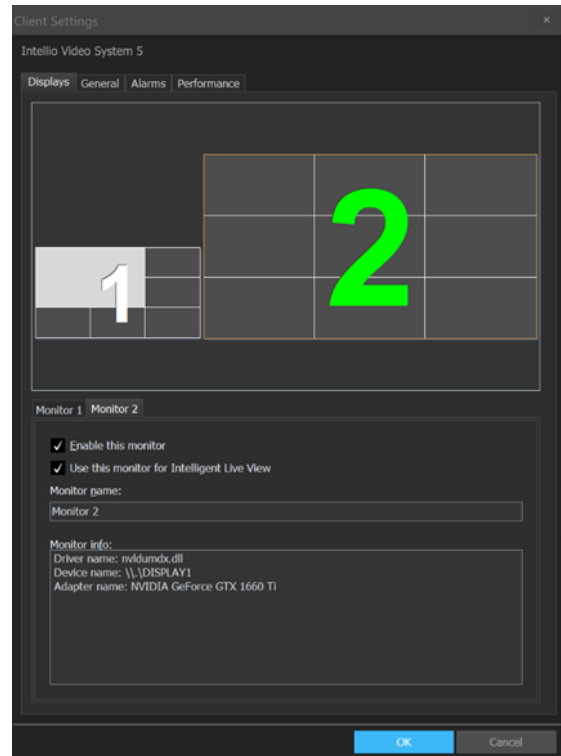 Client Settings
Intellio Video System 5
Displays General Alarms Performance
1
2
Monitor 1 Monitor 2
Enable this monitor
Use this monitor for Intelligent Live View
Monitor name:
Monitor 2
Monitor info:
Driver name: nvldumdx.dll
Device name: \\.\DISPLAY1
Adapter name: NVIDIA GeForce GTX 1660 Ti
OK Cancel